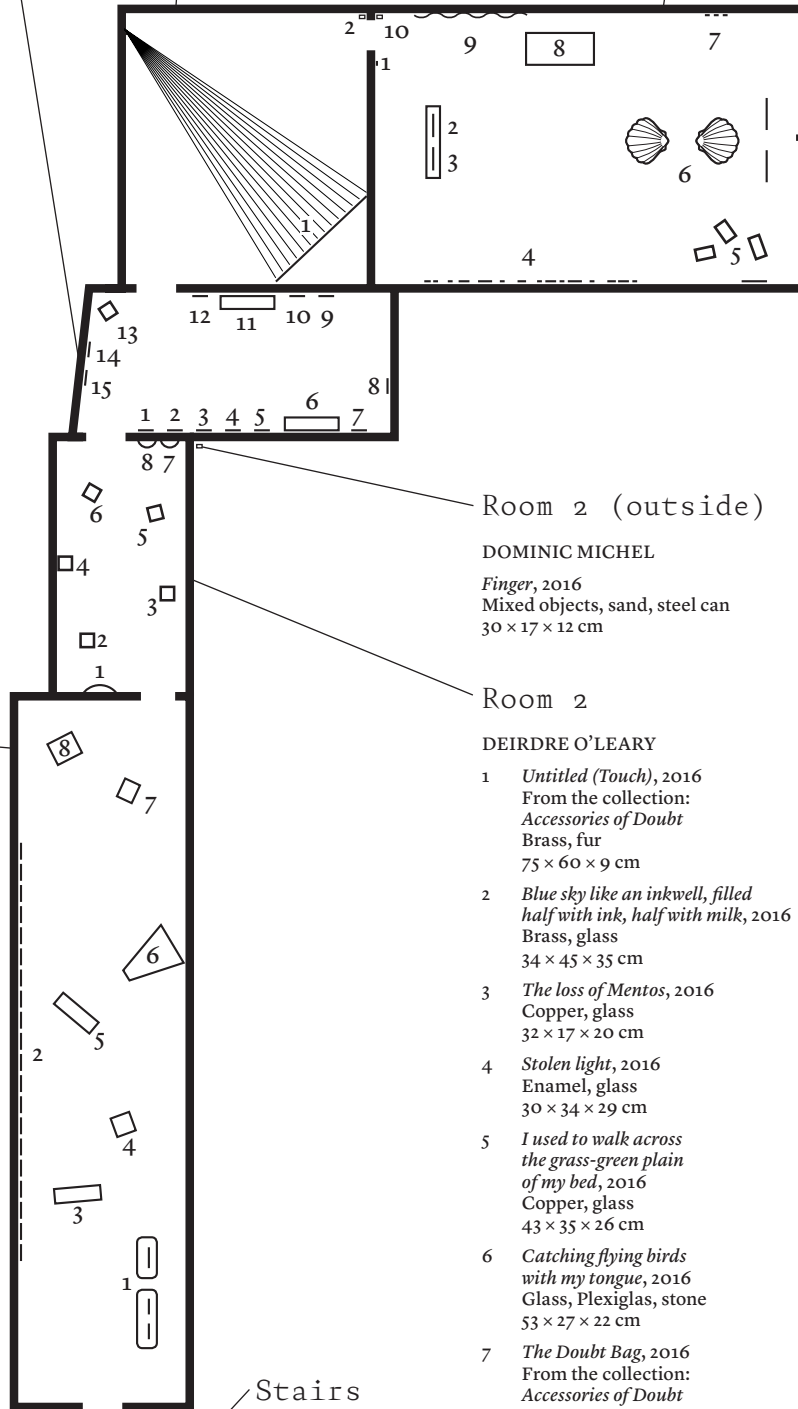 2 10
9
8
7
1
2
3
6
1
4
5
12
11
10 9
13
14
15
8
6
1 2 3 4 5 7
8 7
6
5
4
3
2
1
8
7
6
5
2
4
3
1
Room 2 (outside)
DOMINIC MICHEL
Finger, 2016
Mixed objects, sand, steel can
30 × 17 × 12 cm
Room 2
DEIRDRE O’LEARY
1 Untitled (Touch), 2016
From the collection:
Accessories of Doubt
Brass, fur
75 × 60 × 9 cm
2 Blue sky like an inkwell, filled
half with ink, half with milk, 2016
Brass, glass
34 × 45 × 35 cm
3 The loss of Mentos, 2016
Copper, glass
32 × 17 × 20 cm
4 Stolen light, 2016
Enamel, glass
30 × 34 × 29 cm
5 I used to walk across
the grass-green plain
of my bed, 2016
Copper, glass
43 × 35 × 26 cm
6 Catching flying birds
with my tongue, 2016
Glass, Plexiglas, stone
53 × 27 × 22 cm
7 The Doubt Bag, 2016
From the collection:
Accessories of Doubt
Stairs